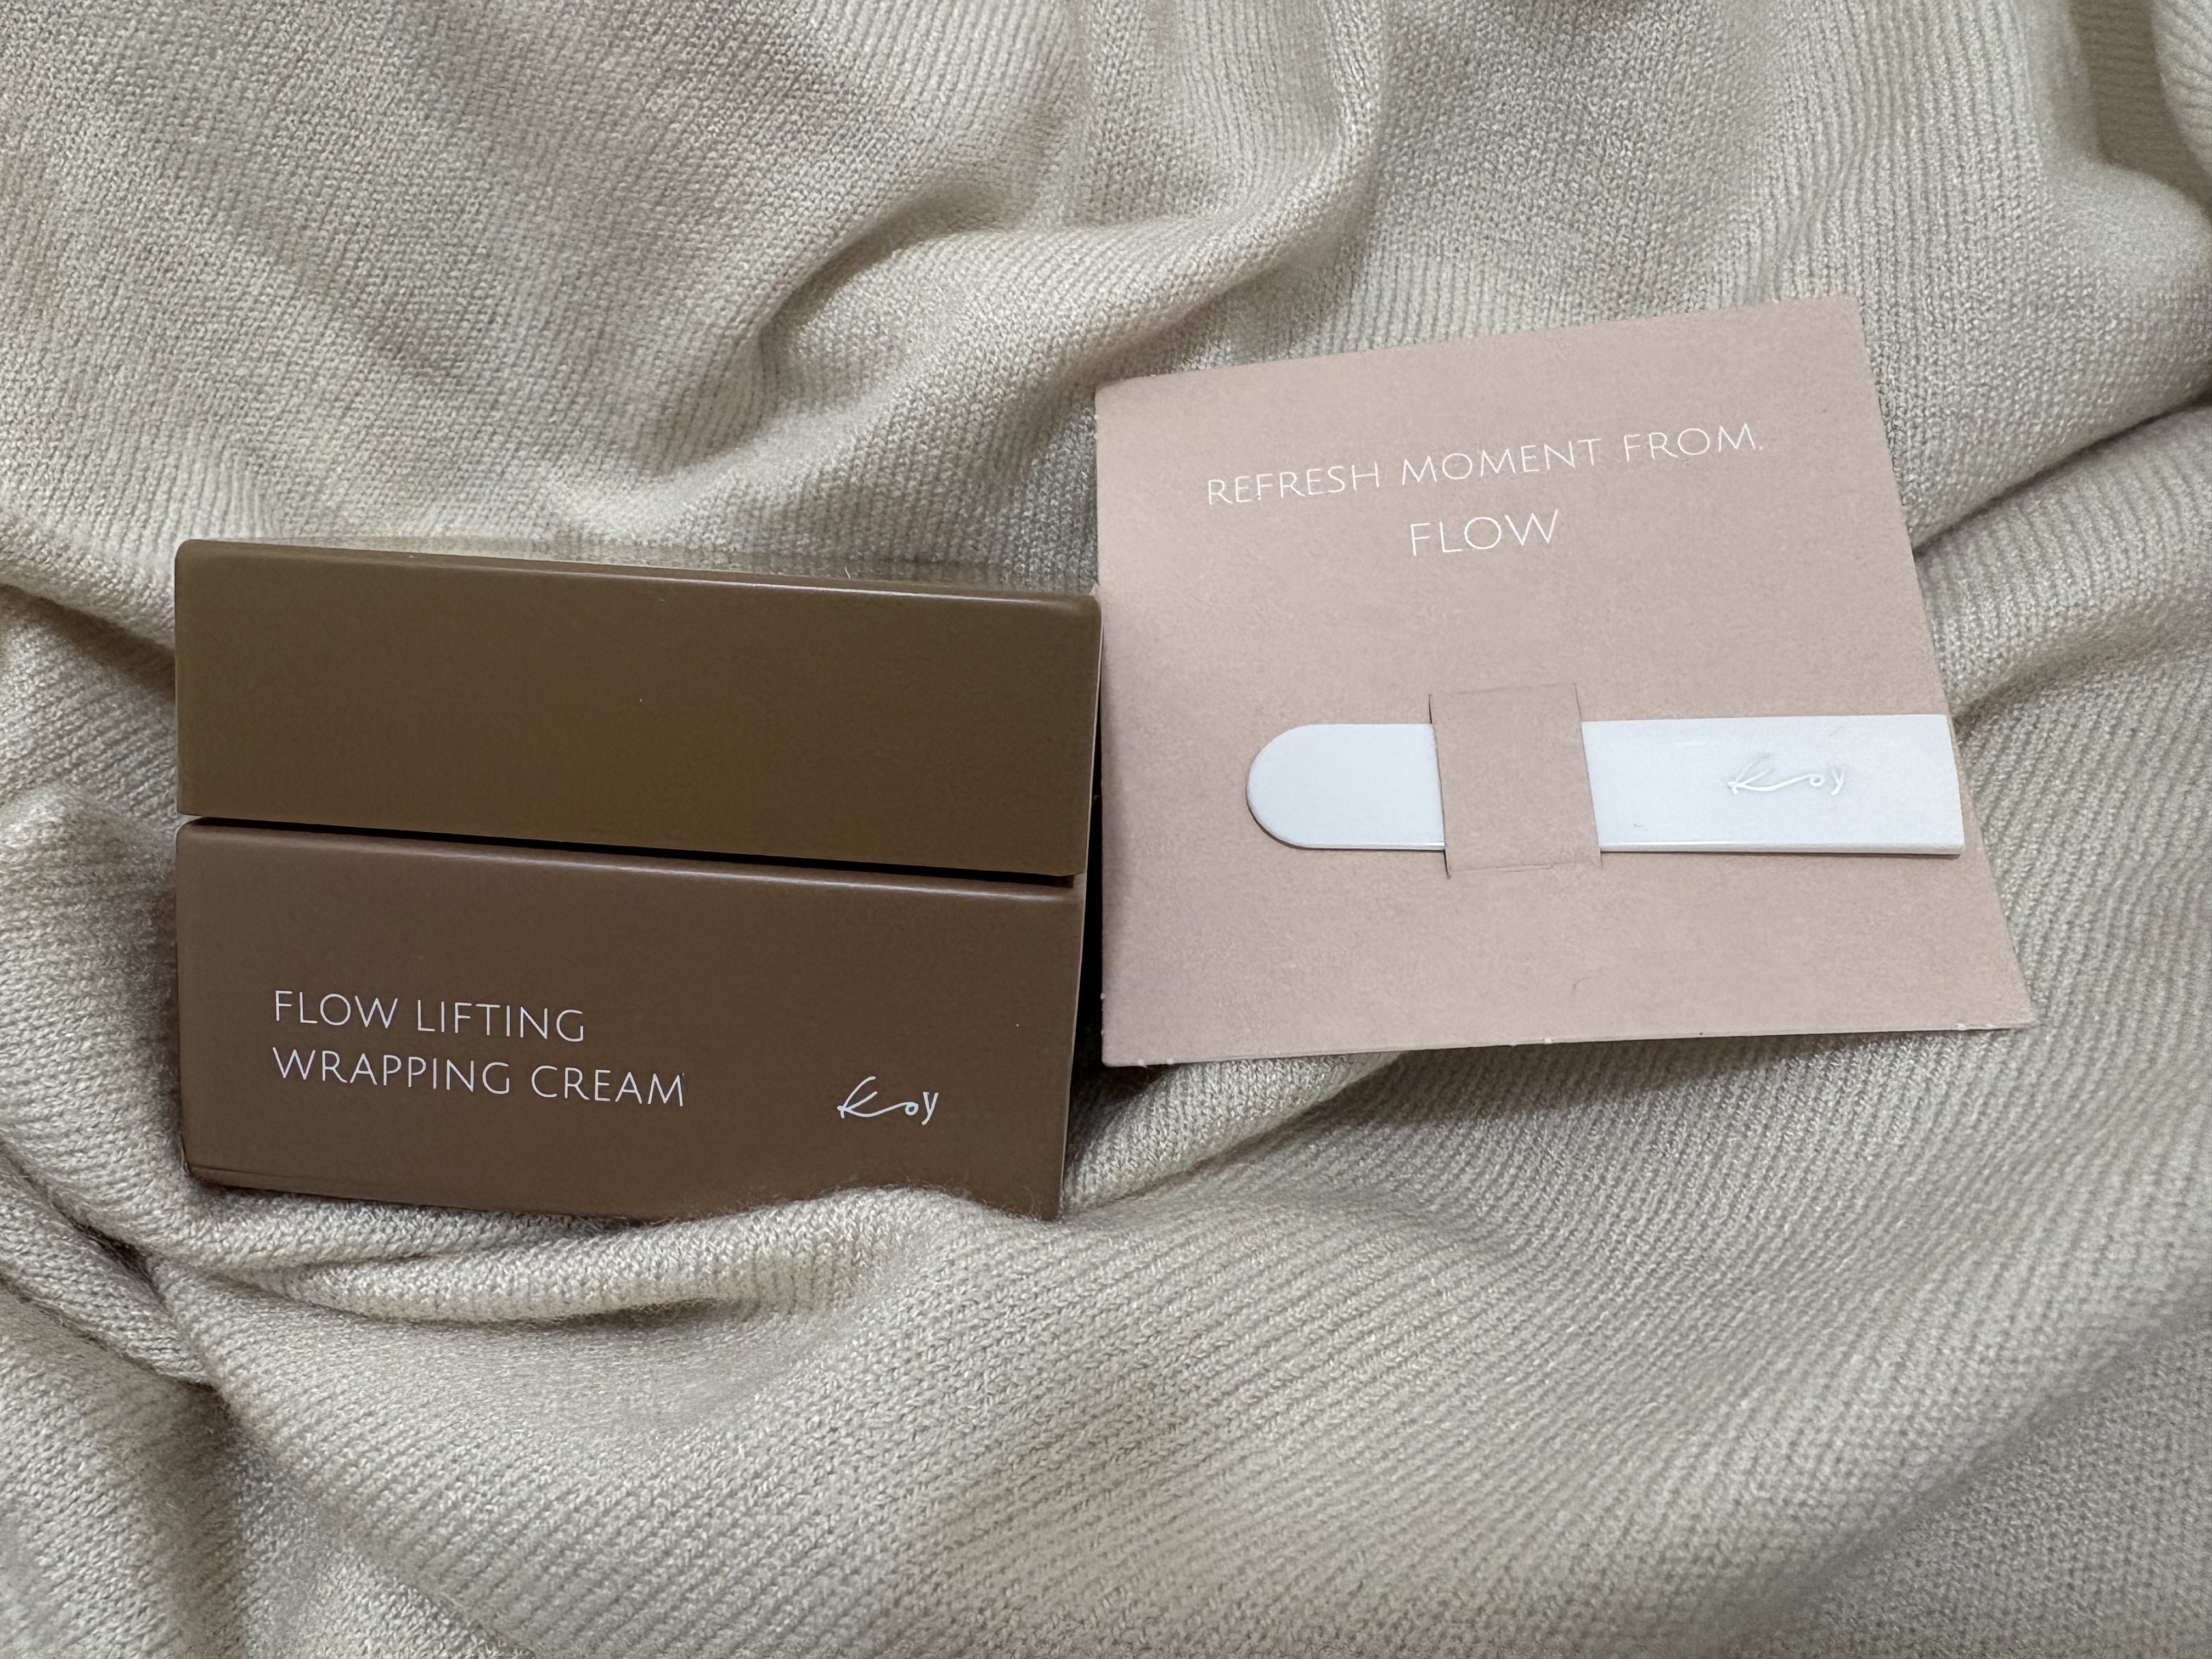 REFRESH MOMENT FROM,
FLOW
Koy
FLOW LIFTING
WRAPPING CREAM
Koy